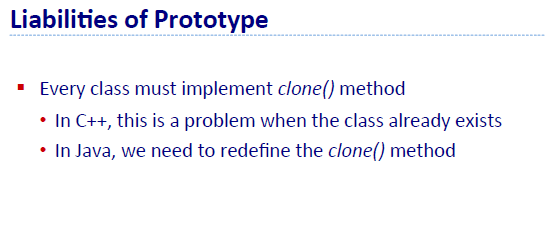 Liabilities of Prototype
▪ Every class must implement clone() method
• In C++, this is a problem when the class already exists
• In Java, we need to redefine the clone() method